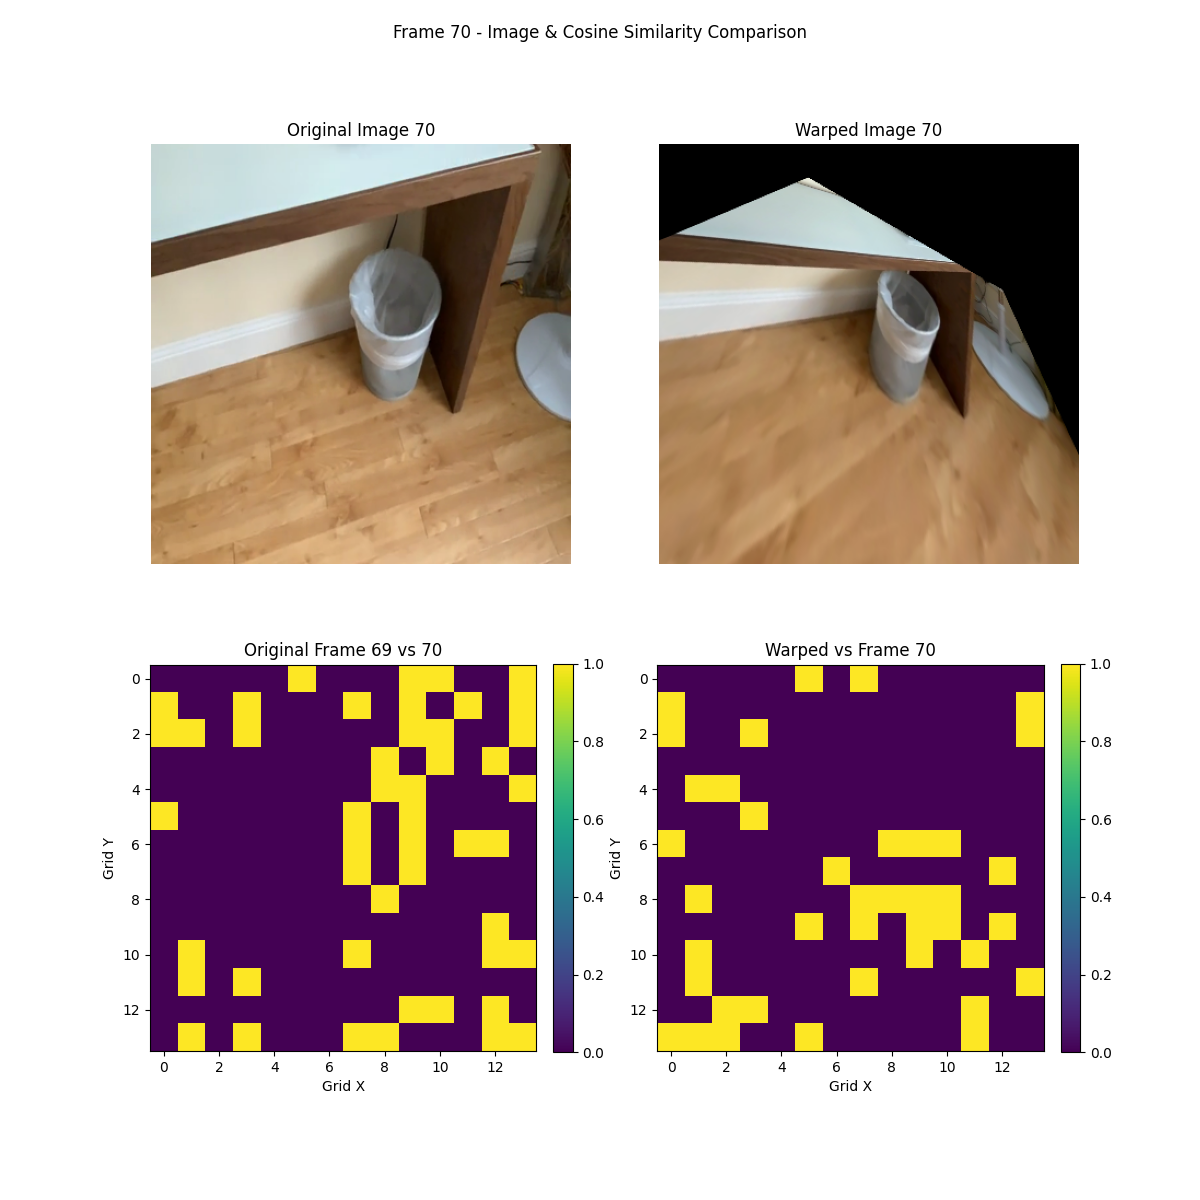 Frame 70 - Image & Cosine Similarity Comparison
Original Image 70
Warped Image 70
Original Frame 69 vs 70
Warped vs Frame 70
0
2
4
6
8
10
12
Grid Y
0 2 4 6 8 10 12
Grid X
1.0
0.8
0.6
0.4
0.2
0.0
0
2
4
6
8
10
12
Grid Y
0 2 4 6 8 10 12
Grid X
1.0
0.8
0.6
0.4
0.2
0.0